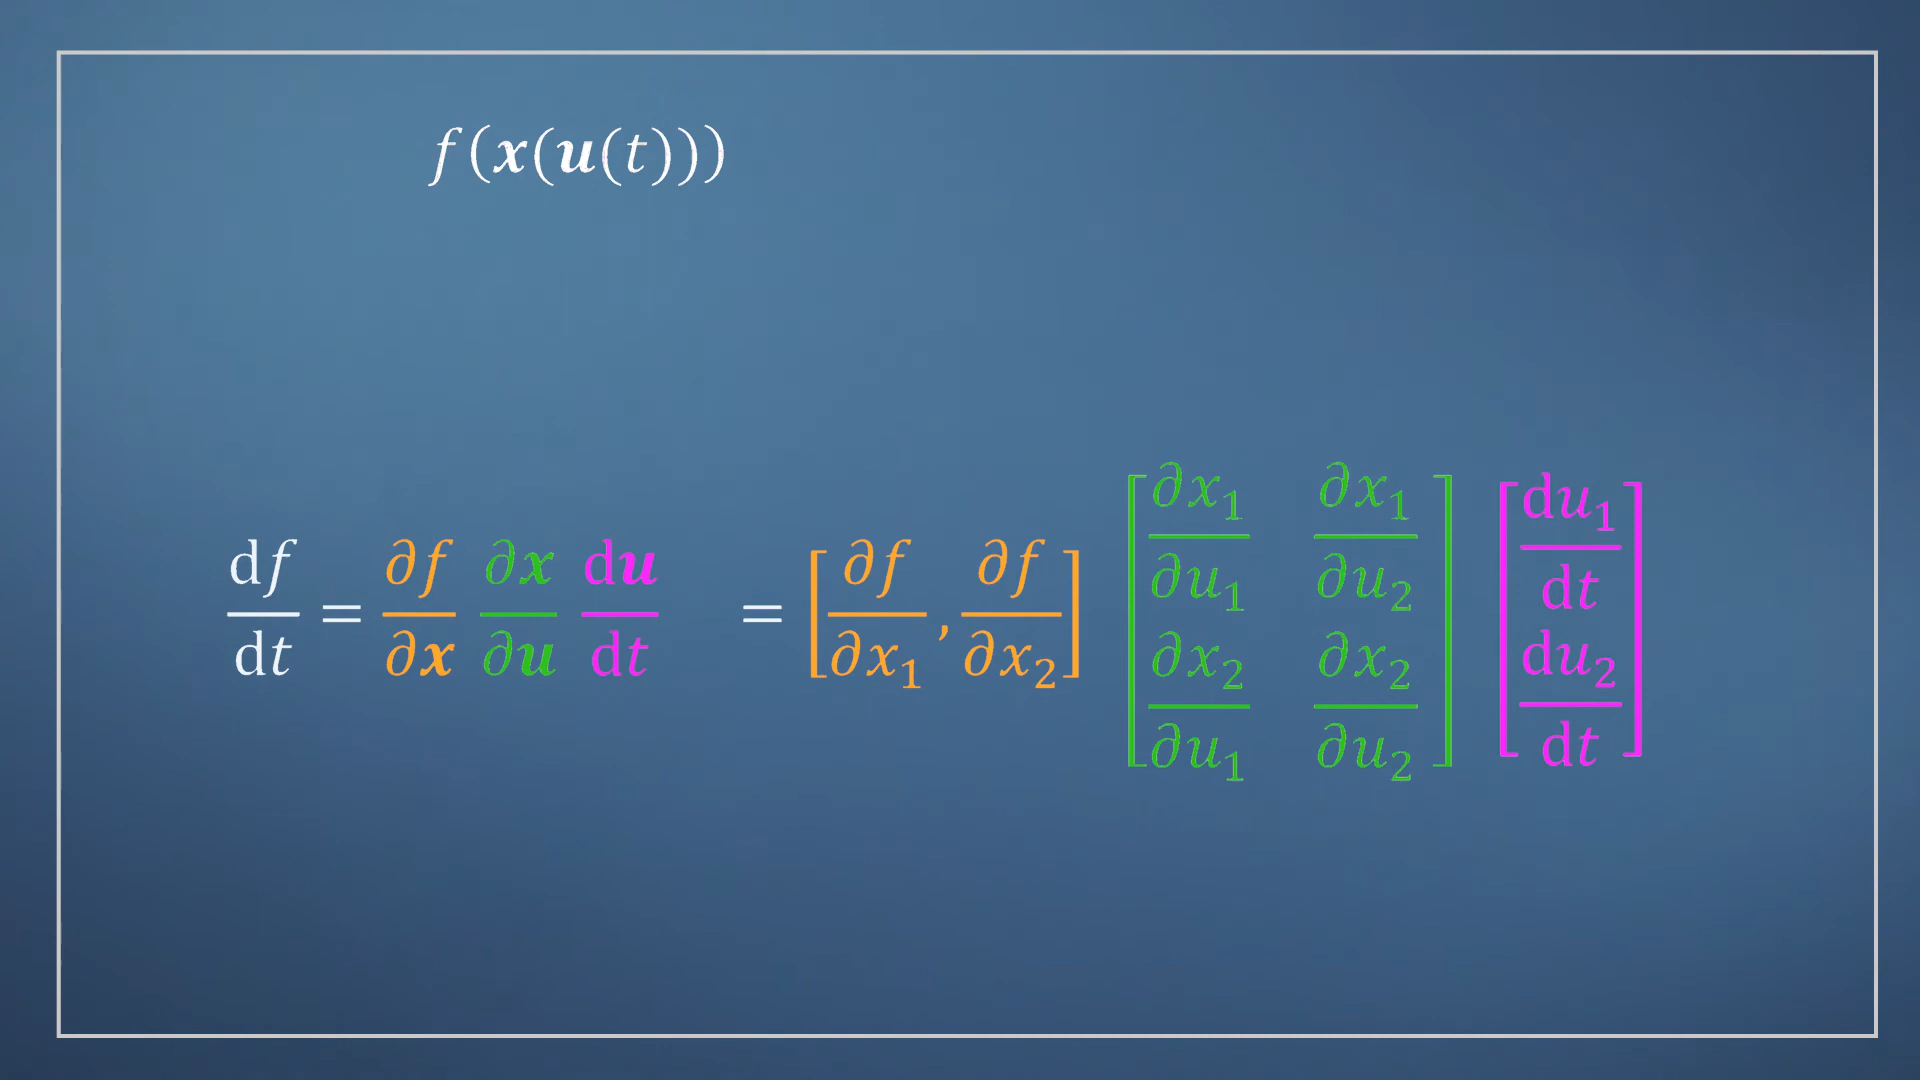 f(x(u(t)))
df/dt = ∂f/∂x ∂x/∂u du/dt = [∂f/∂x₁, ∂f/∂x₂] [∂x₁/∂u₁ ∂x₁/∂u₂; ∂x₂/∂u₁ ∂x₂/∂u₂] [du₁/dt; du₂/dt]